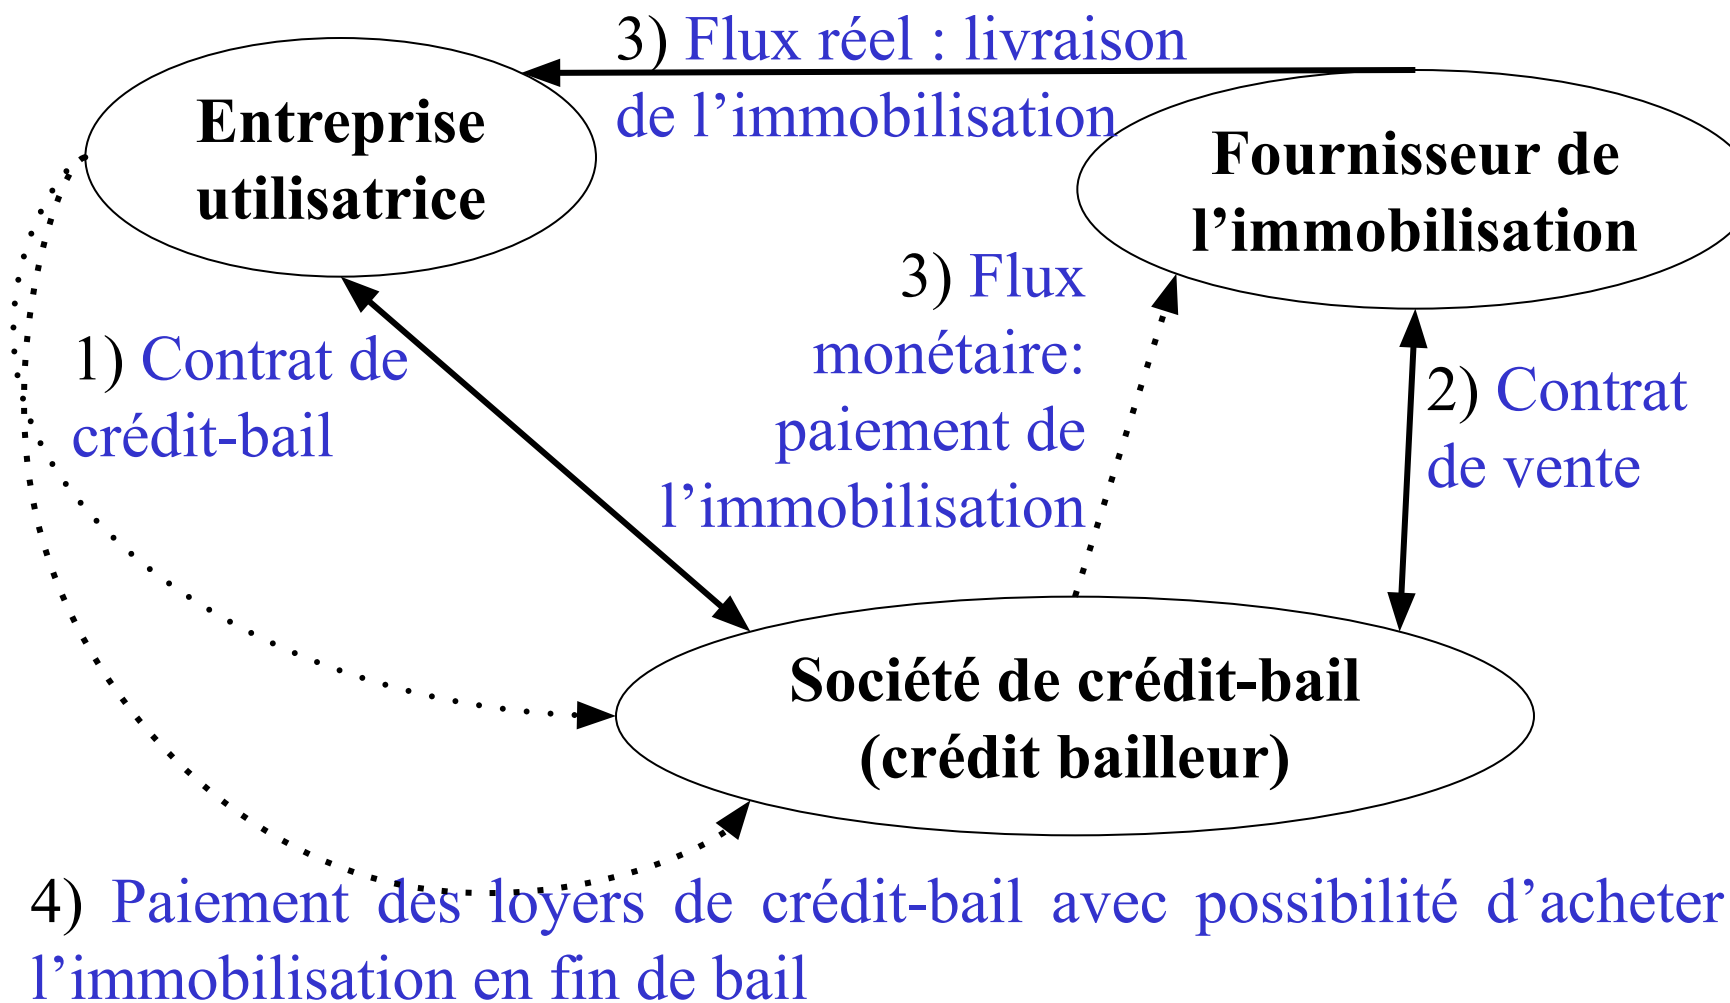 3) Flux réel : livraison
de l’immobilisation
Entreprise
utilisatrice
Fournisseur de
l’immobilisation
3) Flux
monétaire:
paiement de
l’immobilisation
1) Contrat de
crédit-bail
2) Contrat
de vente
Société de crédit-bail
(crédit bailleur)
4) Paiement des loyers de crédit-bail avec possibilité d’acheter
l’immobilisation en fin de bail